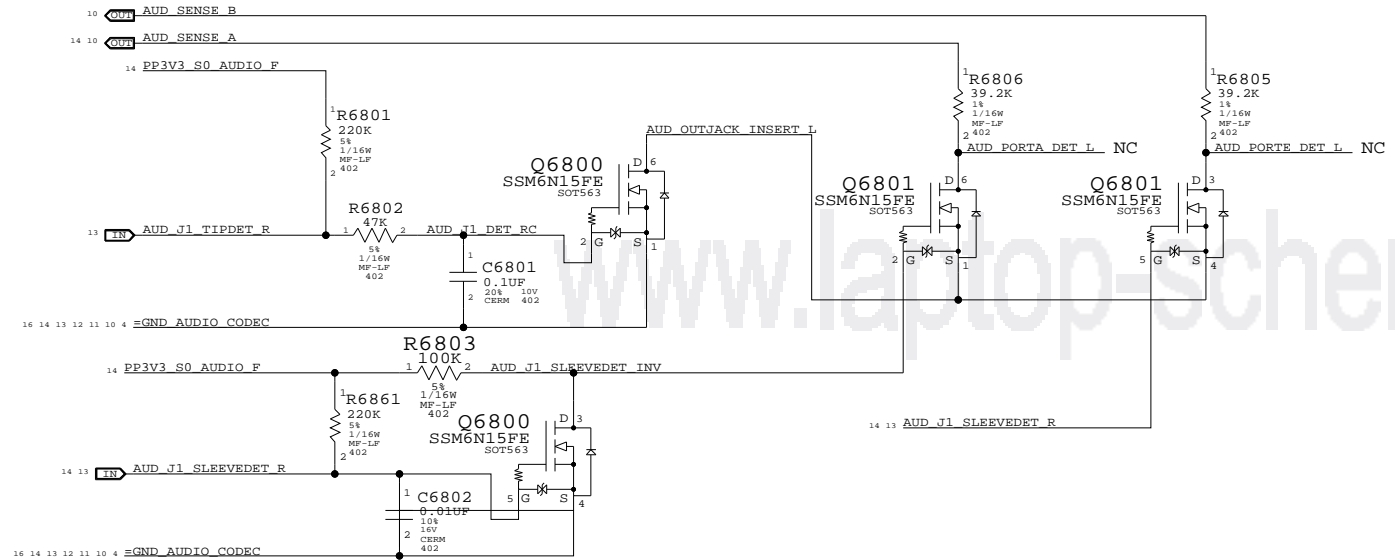 10 OUT AUD_SENSE_B
14 10 OUT AUD_SENSE_A
14 PP3V3_S0_AUDIO_F
1
R6801
220K
5%
1/16W
MF-LF
402
2
1
R6806
39.2K
1%
1/16W
MF-LF
402
2
1
R6805
39.2K
1%
1/16W
MF-LF
402
2
AUD_OUTJACK_INSERT_L
AUD_PORTA_DET_L NC
AUD_PORTE_DET_L NC
Q6800
SSM6N15FE
SOT563
D 6
2 G S 1
Q6801
SSM6N15FE
SOT563
D 6
2 G S 1
Q6801
SSM6N15FE
SOT563
D 3
5 G S 4
R6802
47K
1 2
5%
1/16W
MF-LF
402
13 IN AUD_J1_TIPDET_R
AUD_J1_DET_RC
1
C6801
0.1UF
20% 10V
CERM 402
2
16 14 13 12 11 10 4 =GND_AUDIO_CODEC
www.laptop-sche
R6803
100K
1 2
5%
1/16W
MF-LF
402
14 PP3V3_S0_AUDIO_F
AUD_J1_SLEEVEDET_INV
1
R6861
220K
5%
1/16W
MF-LF
402
2
Q6800
SSM6N15FE
SOT563
D 3
5 G S 4
14 13 AUD_J1_SLEEVEDET_R
14 13 IN AUD_J1_SLEEVEDET_R
1
C6802
0.01UF
10%
16V
CERM
402
2
16 14 13 12 11 10 4 =GND_AUDIO_CODEC